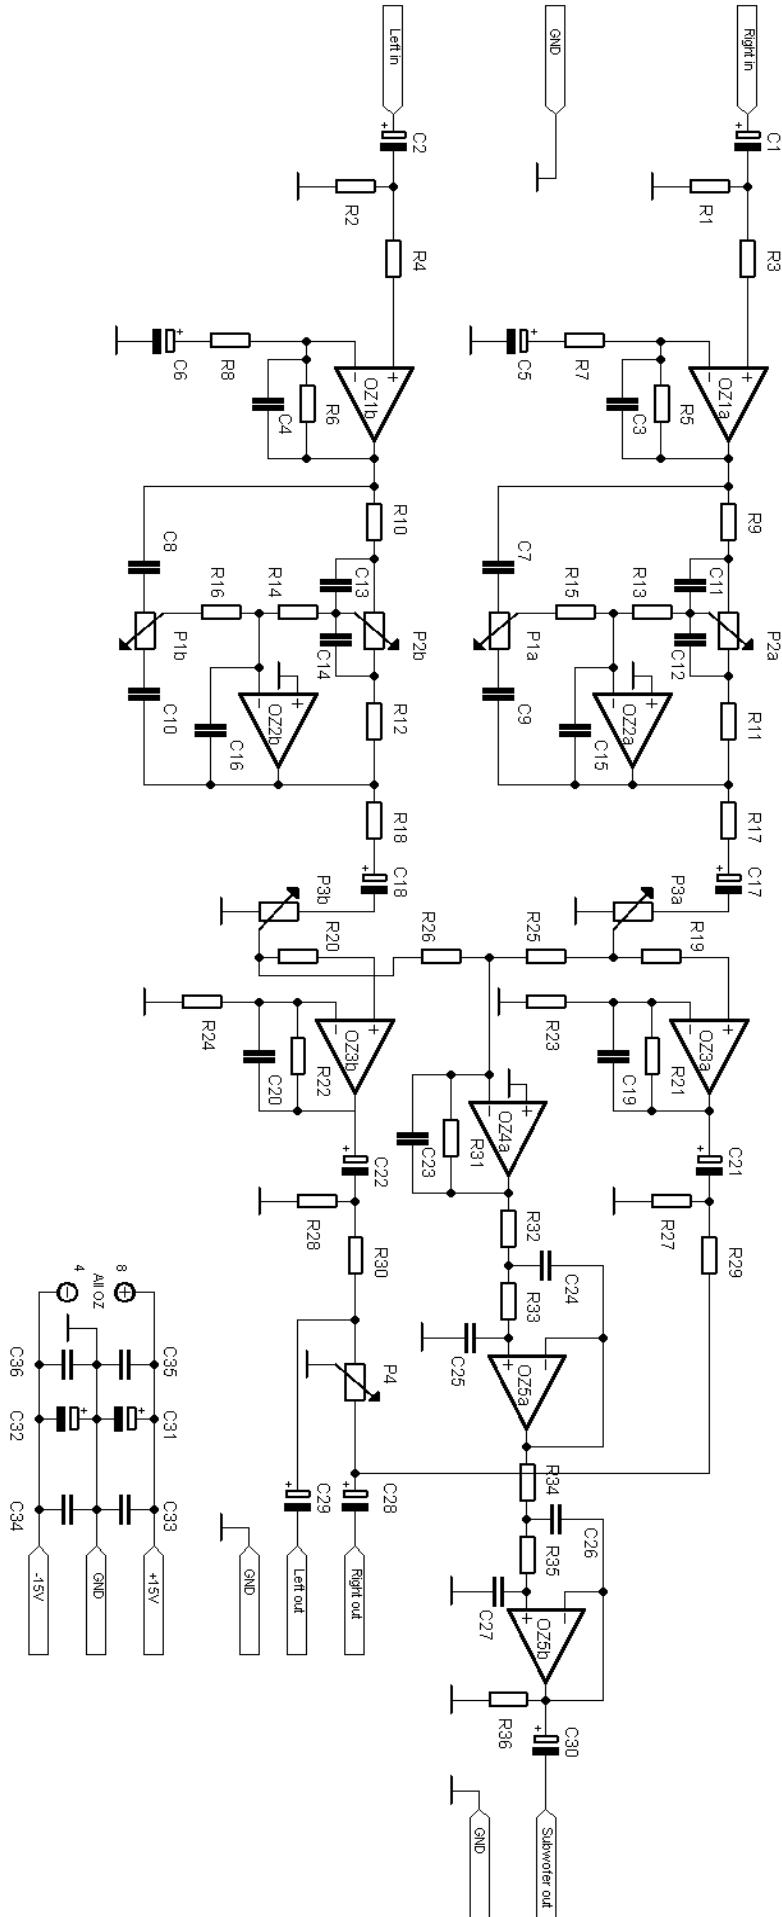 Right in
C1
R1
R3
OZ1a
+
−
R5
C3
R7
C5
+
R9
C7
C11
P2a
R13
R15
C12
P1a
OZ2a
+
−
R11
C9
C15
R17
C17
+
P3a
R19
OZ3a
+
−
R21
C19
R23
C21
+
R27
R29
GND
Left in
C2
+
R2
R4
OZ1b
+
−
R6
C4
R8
C6
+
R10
C8
C13
P2b
R14
R16
C14
P1b
OZ2b
+
−
R12
C10
C16
R18
C18
+
P3b
R20
OZ3b
+
−
R22
C20
R24
C22
+
R28
R30
R25
R26
OZ4a
+
−
R31
C23
R32
C24
R33
C25
OZ5a
−
+
R34
C26
R35
C27
OZ5b
−
+
R36
C30
+
Subwofer out
GND
P4
C28
+
C29
+
Right out
Left out
GND
8
All OZ
4
+
−
C35
C36
C31
+
C32
+
C33
C34
+15V
GND
-15V